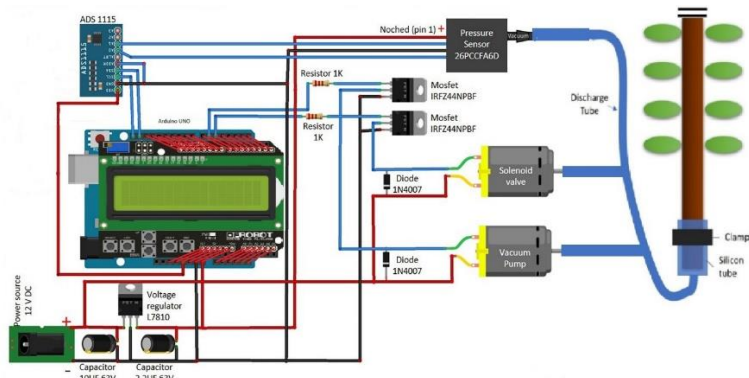 ADS 1115
ADS1115
Noched (pin 1) +
Pressure
Sensor
26PCCFA6D
Vacuum
Resistor 1K
Mosfet
IRFZ44NPBF
Arduino UNO
Resistor
1K
Mosfet
IRFZ44NPBF
Discharge
Tube
Diode
1N4007
Solenoid
valve
JROBOT
Clamp
Silicon
tube
Diode
1N4007
Vacuum
Pump
Power source
12 V DC
+
Voltage
regulator
L7810
-
Capacitor
Capacitor